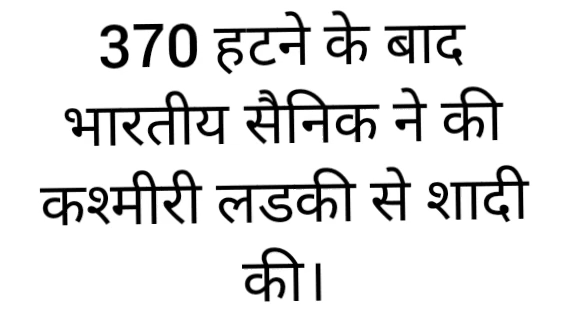 370 हटने के बाद
भारतीय सैनिक ने की
कश्मीरी लडकी से शादी
की।